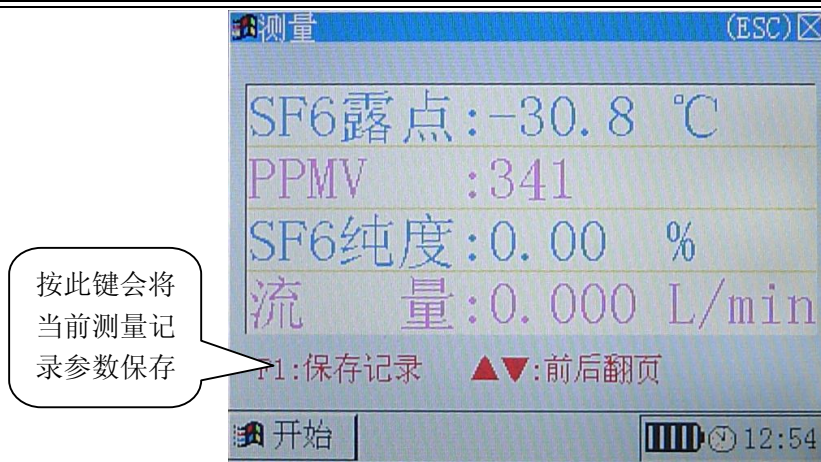 测量 (ESC)
SF6露点:-30.8 ℃
PPMV :341
SF6纯度:0.00 %
流 量:0.000 L/min
按此键会将
当前测量记
录参数保存
F1:保存记录 ▲▼:前后翻页
开始 12:54